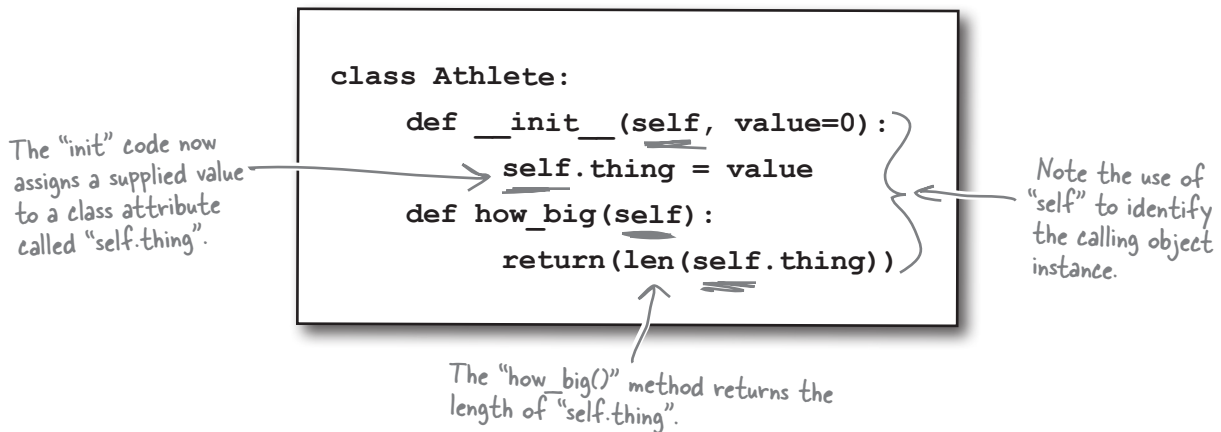 class Athlete:
def __init__(self, value=0):
self.thing = value
def how_big(self):
return(len(self.thing))
The "init" code now
assigns a supplied value
to a class attribute
called "self.thing".
Note the use of
"self" to identify
the calling object
instance.
The "how_big()" method returns the
length of "self.thing".